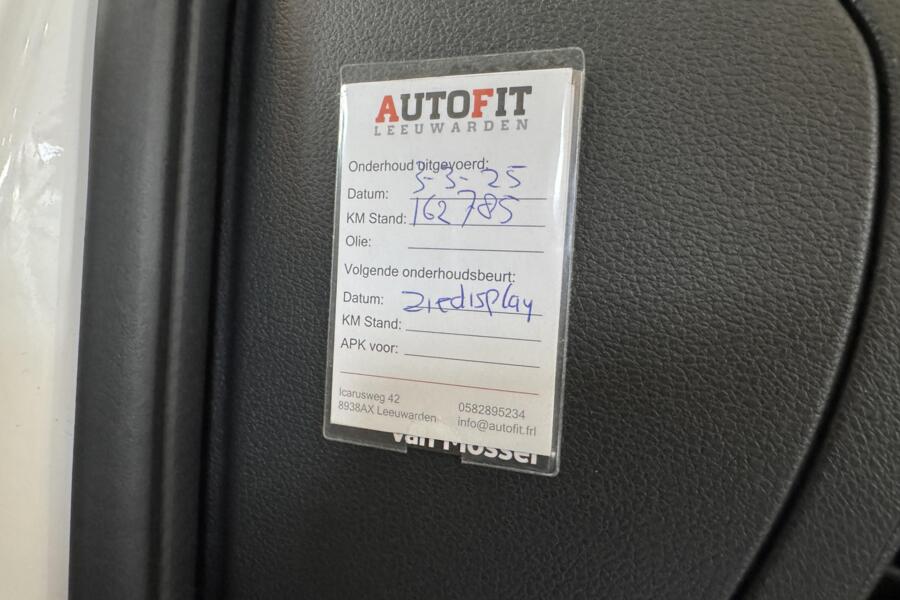 AUTOFIT
LEEUWARDEN
Onderhoud uitgevoerd:
Datum: 3-3-25
KM Stand: 162785
Olie:
Volgende onderhoudsbeurt:
Datum: Ziedisplay
KM Stand:
APK voor:
Icarusweg 42
8938AX Leeuwarden
0582895234
info@autofit.frl
van Mossel